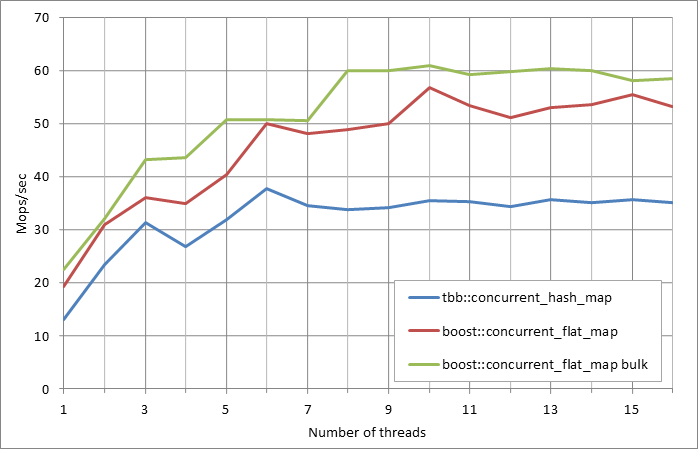 Mops/sec
70
60
50
40
30
20
10
0
tbb::concurrent_hash_map
boost::concurrent_flat_map
boost::concurrent_flat_map bulk
1 3 5 7 9 11 13 15
Number of threads